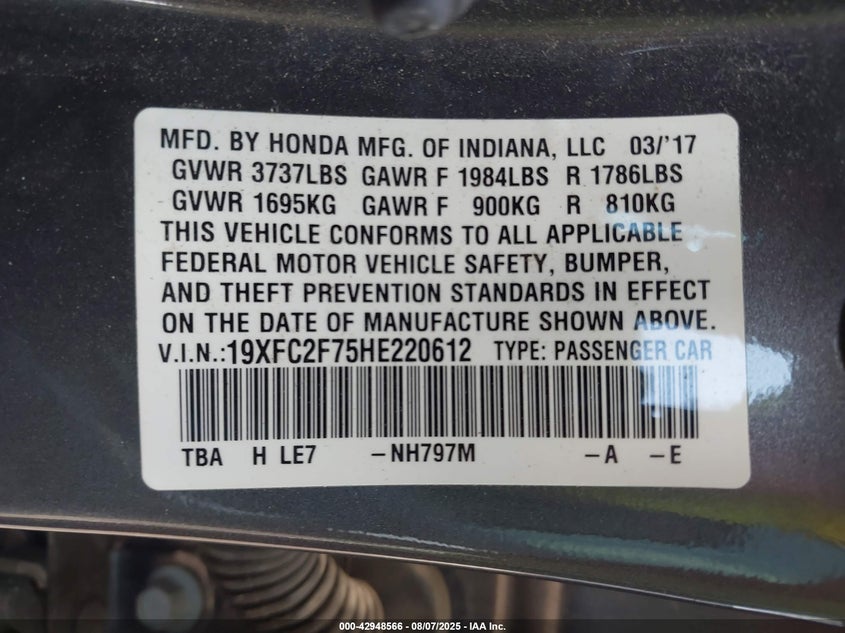 MFD. BY HONDA MFG. OF INDIANA, LLC 03/'17
GVWR 3737LBS GAWR F 1984LBS R 1786LBS
GVWR 1695KG GAWR F 900KG R 810KG
THIS VEHICLE CONFORMS TO ALL APPLICABLE
FEDERAL MOTOR VEHICLE SAFETY, BUMPER,
AND THEFT PREVENTION STANDARDS IN EFFECT
ON THE DATE OF MANUFACTURE SHOWN ABOVE.
V.I.N.:19XFC2F75HE220612 TYPE: PASSENGER CAR
TBA H LE7 –NH797M –A –E
000-42948566 - 08/07/2025 - IAA Inc.